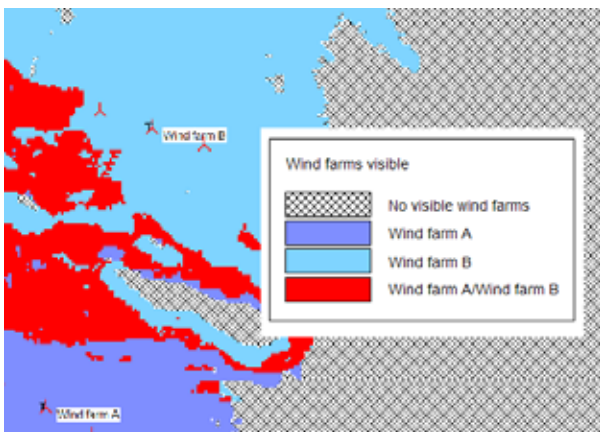 Wind farm B
Wind farms visible
No visible wind farms
Wind farm A
Wind farm B
Wind farm A/Wind farm B
Wind farm A